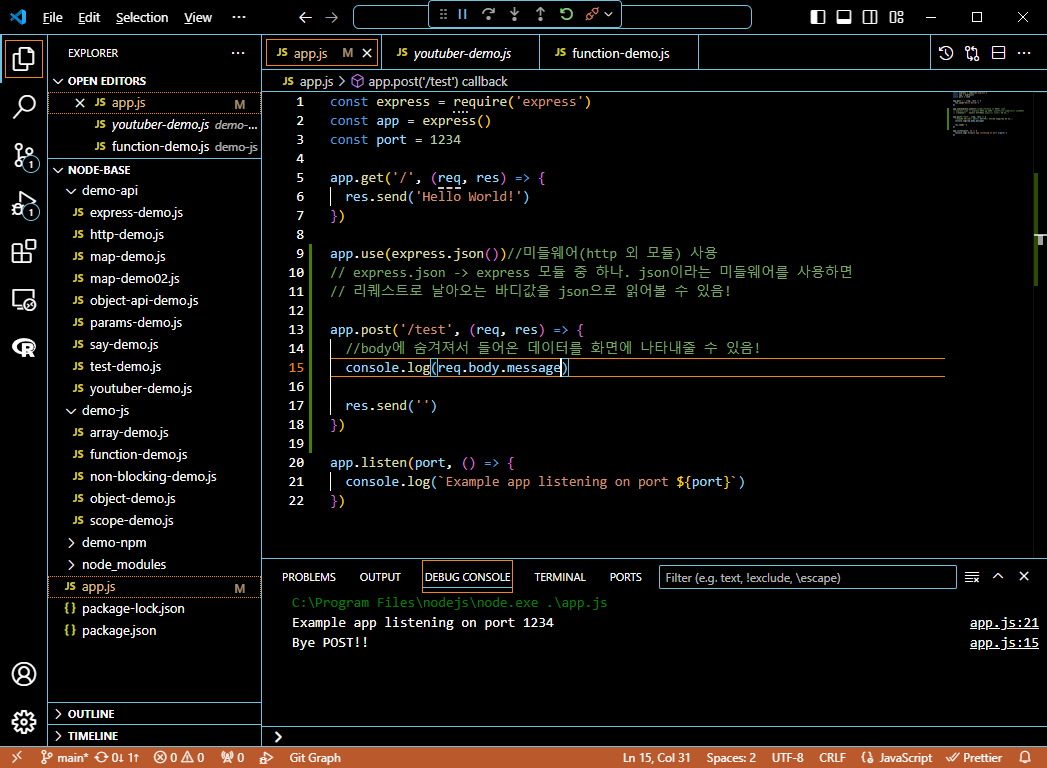 File Edit Selection View ...
EXPLORER ...
OPEN EDITORS
JS app.js M
JS youtuber-demo.js demo-...
JS function-demo.js demo-js
NODE-BASE
demo-api
JS express-demo.js
JS http-demo.js
JS map-demo.js
JS map-demo02.js
JS object-api-demo.js
JS params-demo.js
JS say-demo.js
JS test-demo.js
JS youtuber-demo.js
demo-js
JS array-demo.js
JS function-demo.js
JS non-blocking-demo.js
JS object-demo.js
JS scope-demo.js
demo-npm
node_modules
JS app.js M
{} package-lock.json
{} package.json
OUTLINE
TIMELINE
1
1
R
JS app.js M JS youtuber-demo.js JS function-demo.js
JS app.js > app.post('/test') callback
1 const express = require('express')
2 const app = express()
3 const port = 1234
4
5 app.get('/', (req, res) => {
6 res.send('Hello World!')
7 })
8
9 app.use(express.json())//미들웨어(http 외 모듈) 사용
10 // express.json -> express 모듈 중 하나. json이라는 미들웨어를 사용하면
11 // 리퀘스트로 날아오는 바디값을 json으로 읽어볼 수 있음!
12
13 app.post('/test', (req, res) => {
14 //body에 숨겨져서 들어온 데이터를 화면에 나타내줄 수 있음!
15 console.log(req.body.message)
16
17 res.send('')
18 })
19
20 app.listen(port, () => {
21 console.log(`Example app listening on port ${port}`)
22 })
PROBLEMS OUTPUT DEBUG CONSOLE TERMINAL PORTS Filter (e.g. text, !exclude, \escape)
C:\Program Files\nodejs\node.exe .\app.js
Example app listening on port 1234 app.js:21
Bye POST!! app.js:15
main* 0↓ 1↑ 0 0 0 Git Graph Ln 15, Col 31 Spaces: 2 UTF-8 CRLF {} JavaScript Prettier